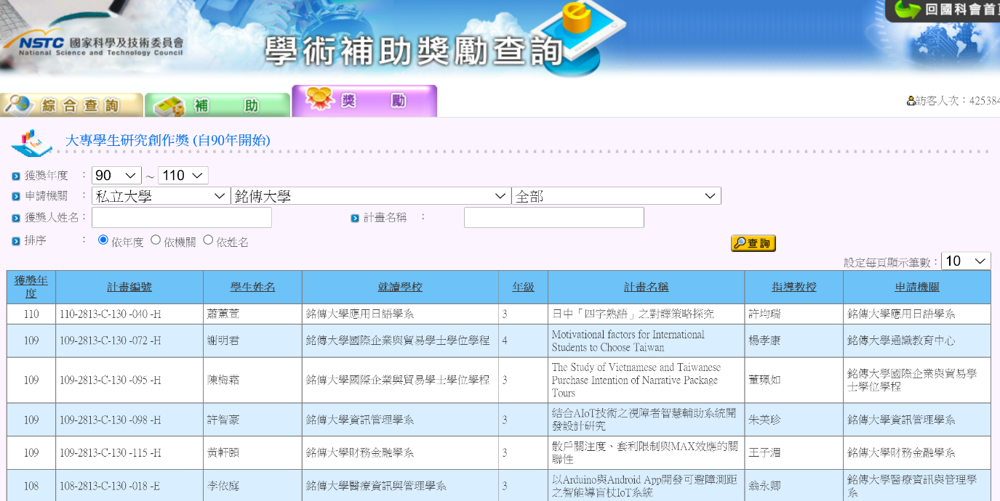 回國科會首頁
NSTC 國家科學及技術委員會
National Science and Technology Council
學術補助獎勵查詢
綜合查詢 補助 獎勵
訪客人次：425384
大專學生研究創作獎 (自90年開始)
獲獎年度 ： 90 ～ 110
申請機關 ： 私立大學 銘傳大學 全部
獲獎人姓名： 計畫名稱 ：
排序 ： 依年度 依機關 依姓名 查詢
設定每頁顯示筆數： 10
獲獎年度 計畫編號 學生姓名 就讀學校 年級 計畫名稱 指導教授 申請機關
110 110-2813-C-130 -040 -H 蕭薰萱 銘傳大學應用日語學系 3 日中「四字熟語」之對譯策略探究 許均瑞 銘傳大學應用日語學系
109 109-2813-C-130 -072 -H 謝明君 銘傳大學國際企業與貿易學士學位學程 4 Motivational factors for International Students to Choose Taiwan 楊孝康 銘傳大學通識教育中心
109 109-2813-C-130 -095 -H 陳梅霜 銘傳大學國際企業與貿易學士學位學程 3 The Study of Vietnamese and Taiwanese Purchase Intention of Narrative Package Tours 董珮如 銘傳大學國際企業與貿易學士學位學程
109 109-2813-C-130 -098 -H 許智豪 銘傳大學資訊管理學系 3 結合AIoT技術之視障者智慧輔助系統開發設計研究 朱美珍 銘傳大學資訊管理學系
109 109-2813-C-130 -115 -H 黃軒頤 銘傳大學財務金融學系 3 散戶關注度、套利限制與MAX效應的關聯性 王子湄 銘傳大學財務金融學系
108 108-2813-C-130 -018 -E 李依庭 銘傳大學醫療資訊與管理學系 3 以Arduino與Android App開發可避障測距之智能導盲杖IoT系統 翁永卿 銘傳大學醫療資訊與管理學系